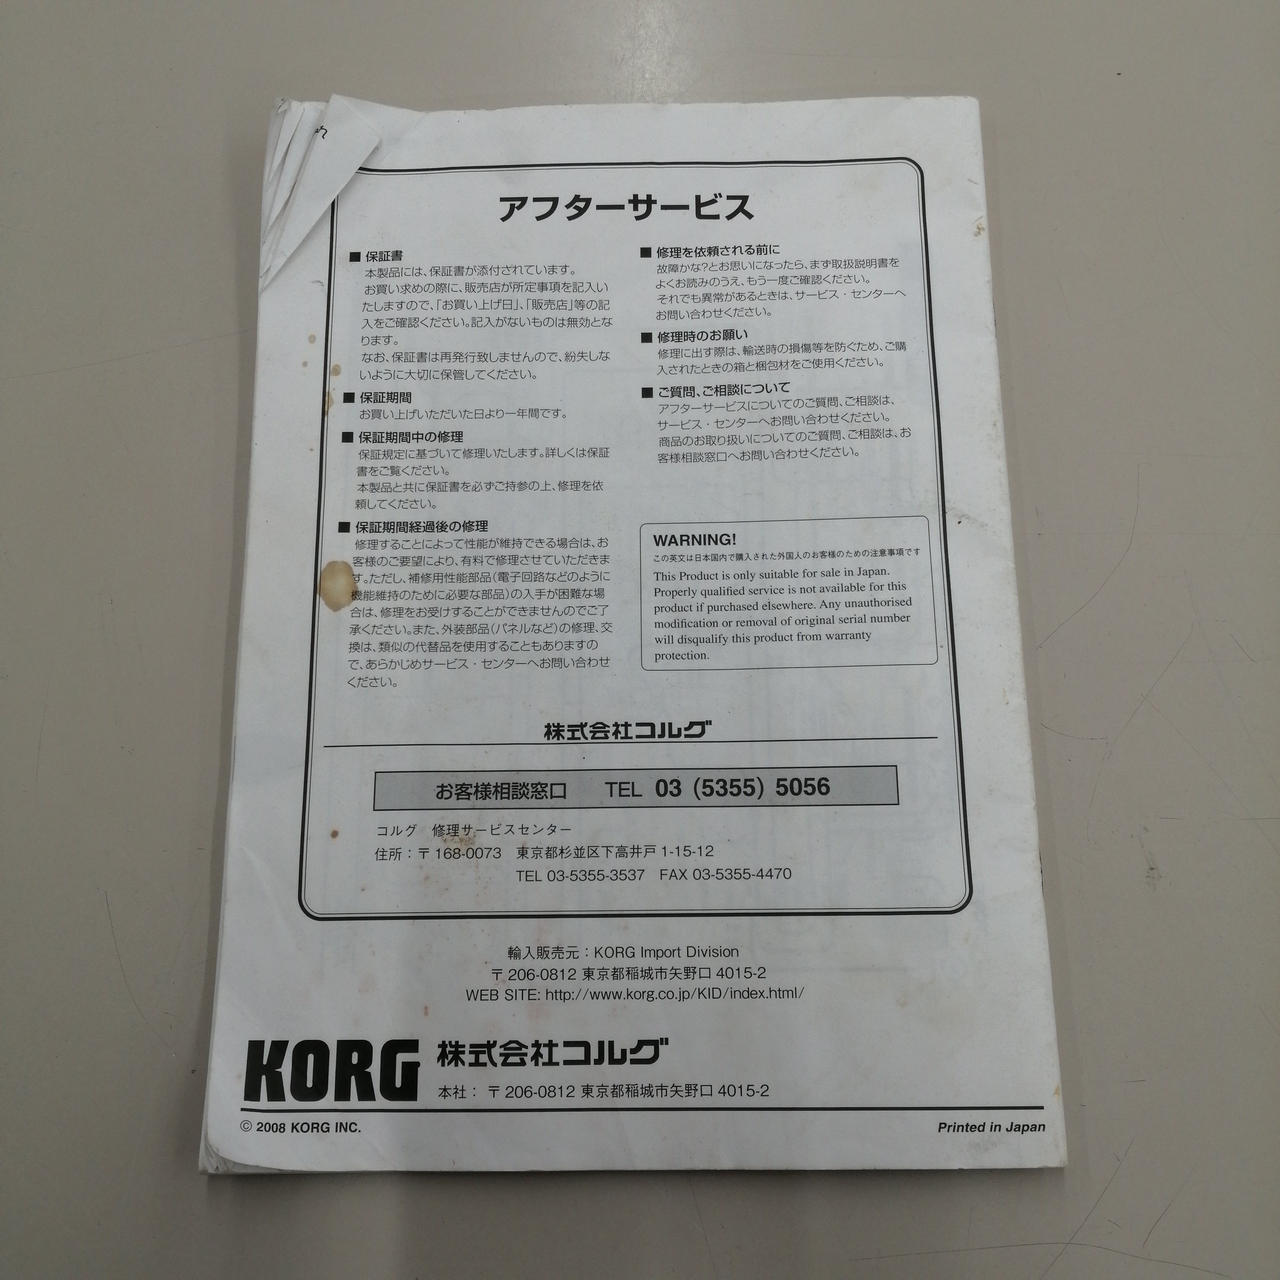 アフターサービス
■ 保証書
本製品には、保証書が添付されています。
お買い求めの際に、販売店が所定事項を記入い
たしますので、「お買い上げ日」、「販売店」等の記
入をご確認ください。記入がないものは無効とな
ります。
なお、保証書は再発行致しませんので、紛失しな
いように大切に保管してください。
■ 保証期間
お買い上げいただいた日より一年間です。
■ 保証期間中の修理
保証規定に基づいて修理いたします。詳しくは保証
書をご覧ください。
本製品と共に保証書を必ずご持参の上、修理を依
頼してください。
■ 保証期間経過後の修理
修理することによって性能が維持できる場合は、お
客様のご要望により、有料で修理させていただきま
す。ただし、補修用性能部品(電子回路などのように
機能維持のために必要な部品)の入手が困難な場
合は、修理をお受けすることができませんのでご了
承ください。また、外装部品(パネルなど)の修理、交
換は、類似の代替品を使用することもありますの
で、あらかじめサービス・センターへお問い合わせ
ください。
■ 修理を依頼される前に
故障かな?とお思いになったら、まず取扱説明書を
よくお読みのうえ、もう一度ご確認ください。
それでも異常があるときは、サービス・センターへ
お問い合わせください。
■ 修理時のお願い
修理に出す際は、輸送時の損傷等を防ぐため、ご購
入されたときの箱と梱包材をご使用ください。
■ ご質問、ご相談について
アフターサービスについてのご質問、ご相談は、
サービス・センターへお問い合わせください。
商品のお取り扱いについてのご質問、ご相談は、お
客様相談窓口へお問い合わせください。
WARNING!
この英文は日本国内で購入された外国人のお客様のための注意事項です
This Product is only suitable for sale in Japan.
Properly qualified service is not available for this
product if purchased elsewhere. Any unauthorised
modification or removal of original serial number
will disqualify this product from warranty
protection.
株式会社コルグ
お客様相談窓口 TEL 03 (5355) 5056
コルグ 修理サービスセンター
住所：〒168-0073 東京都杉並区下高井戸 1-15-12
TEL 03-5355-3537 FAX 03-5355-4470
輸入販売元：KORG Import Division
〒206-0812 東京都稲城市矢野口 4015-2
WEB SITE: http://www.korg.co.jp/KID/index.html/
KORG 株式会社コルグ
本社：〒206-0812 東京都稲城市矢野口 4015-2
© 2008 KORG INC.
Printed in Japan